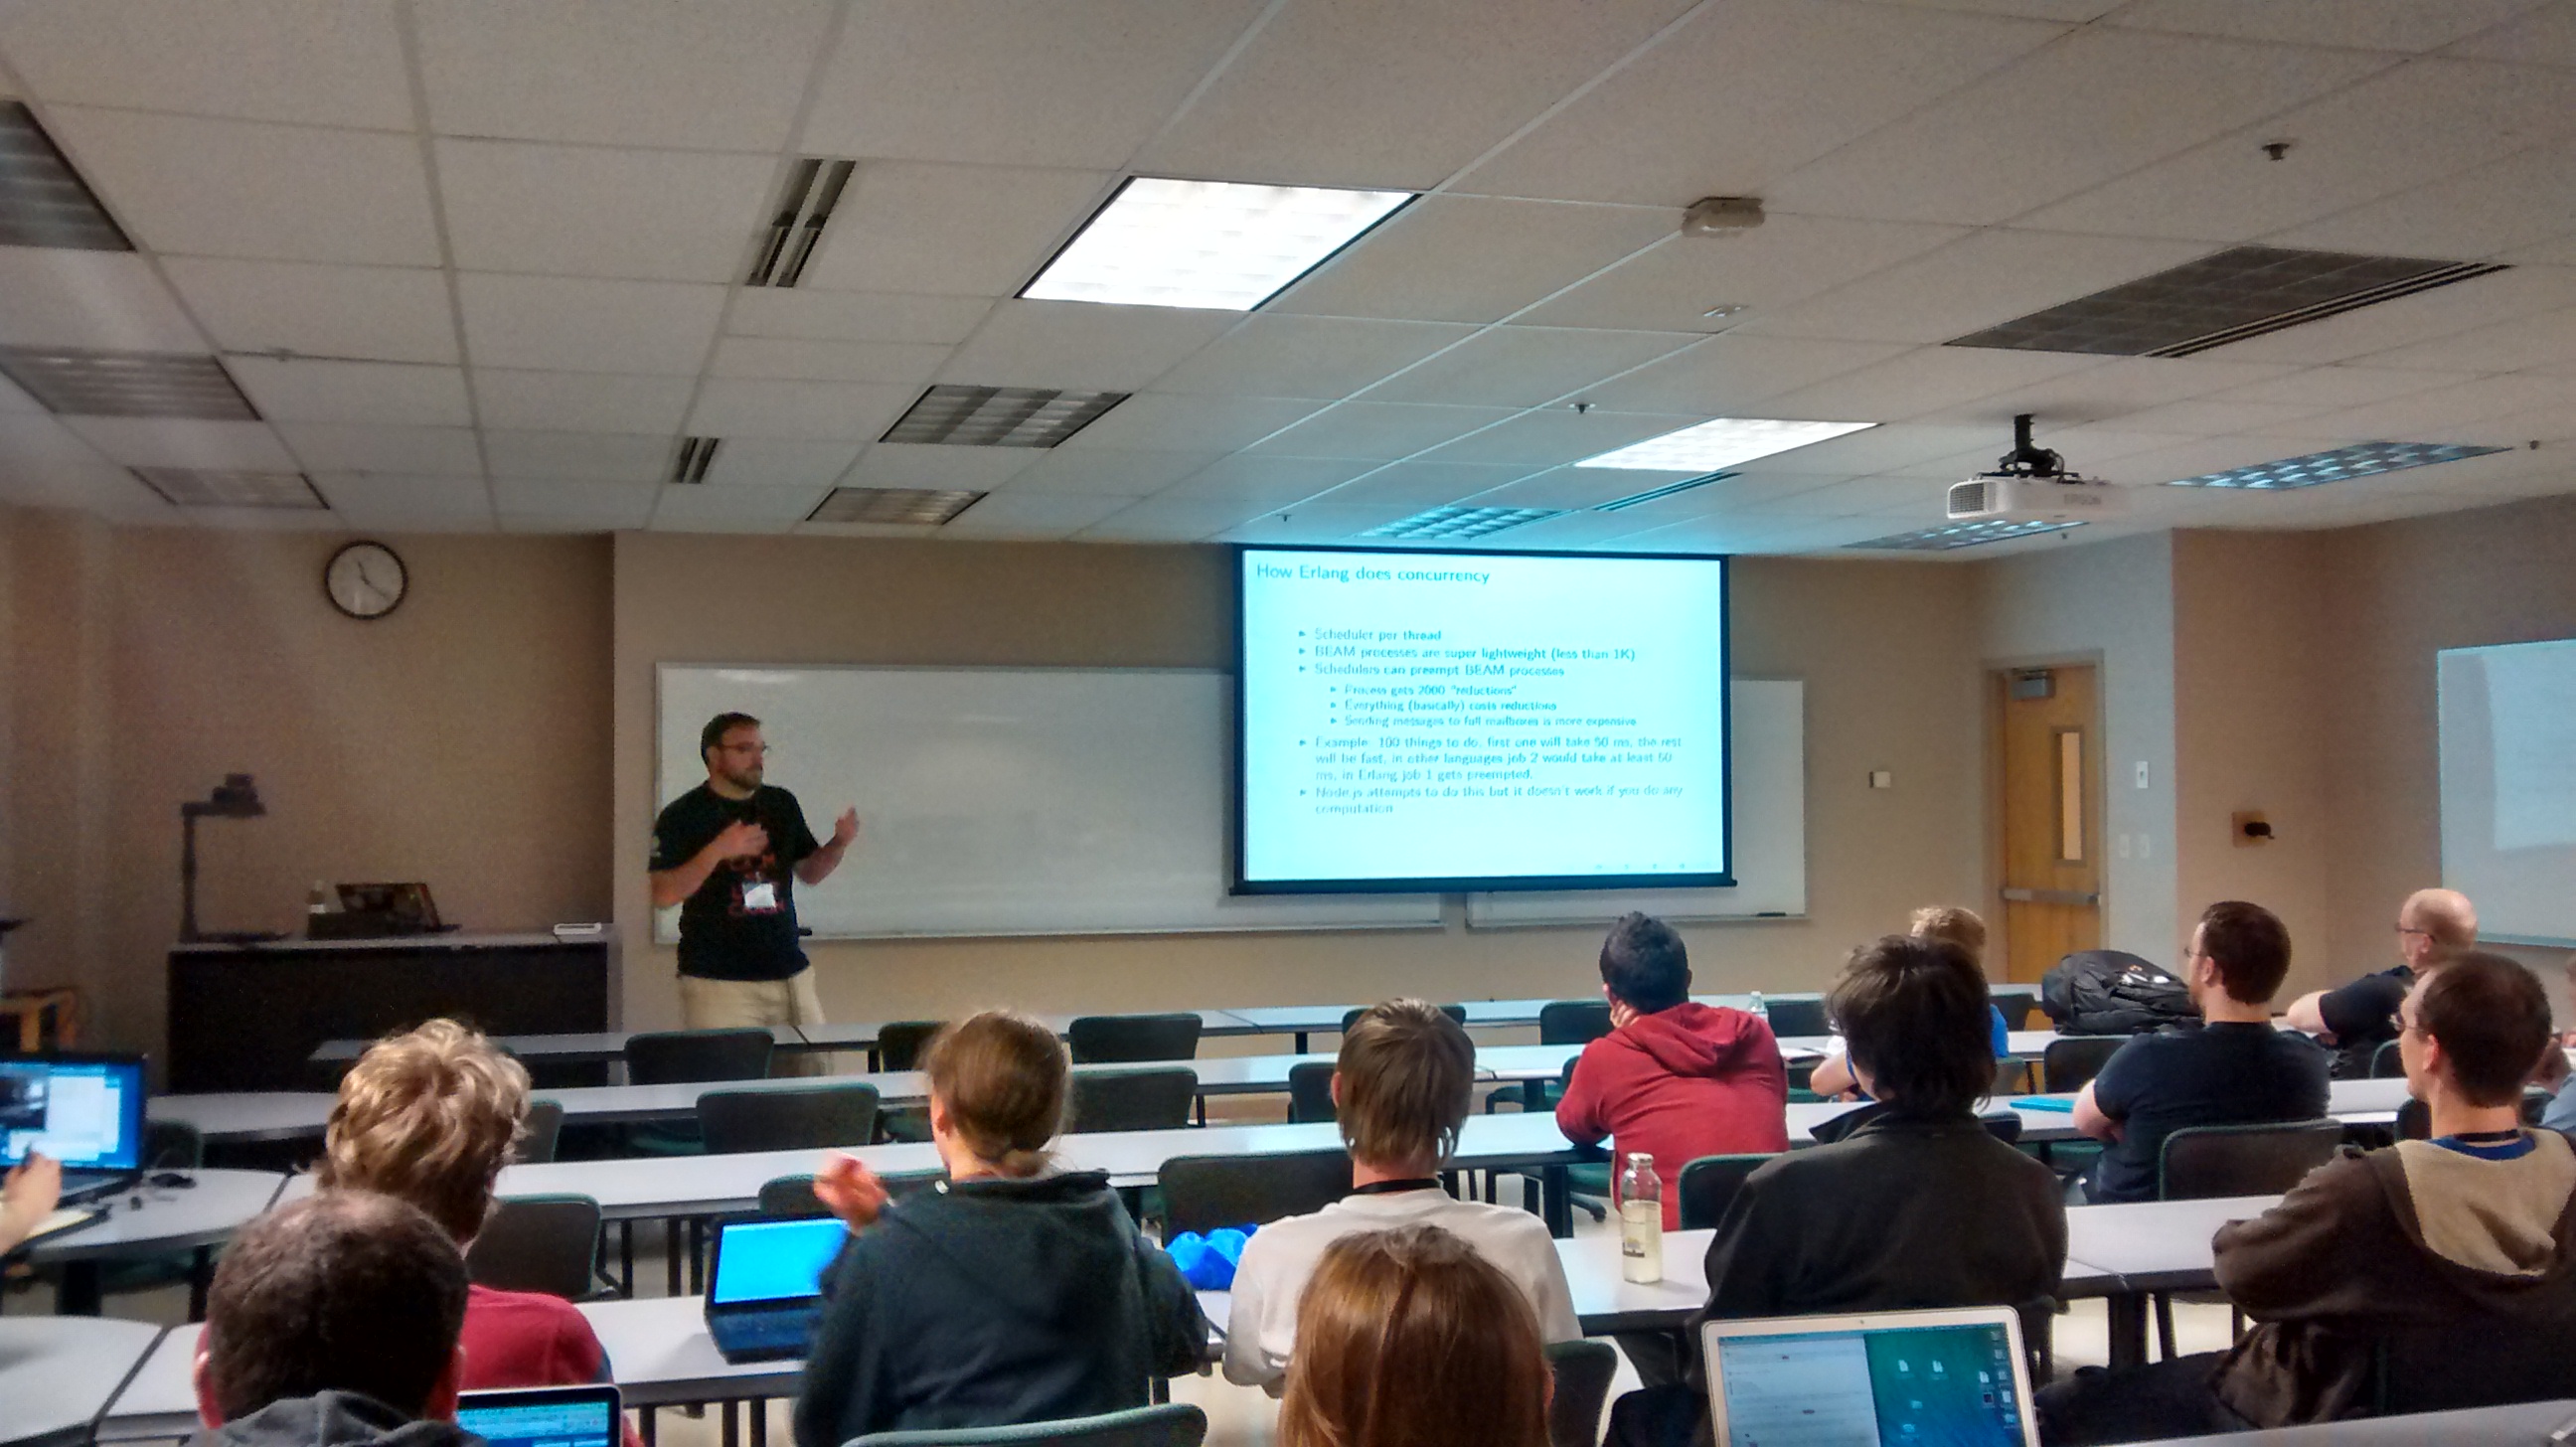 How Erlang does concurrency
Scheduler per thread
BEAM processes are super lightweight (less than 1K)
Schedulers can preempt BEAM processes
Process gets 2000 "reductions"
Everything (basically) costs reductions
Sending messages to full mailboxes is more expensive
Example: 100 things to do, first one will take 50 ms, the rest
will be fast, in other languages job 2 would take at least 50
ms, in Erlang job 1 gets preempted.
Node.js attempts to do this but it doesn't work if you do any
computation
EPSON